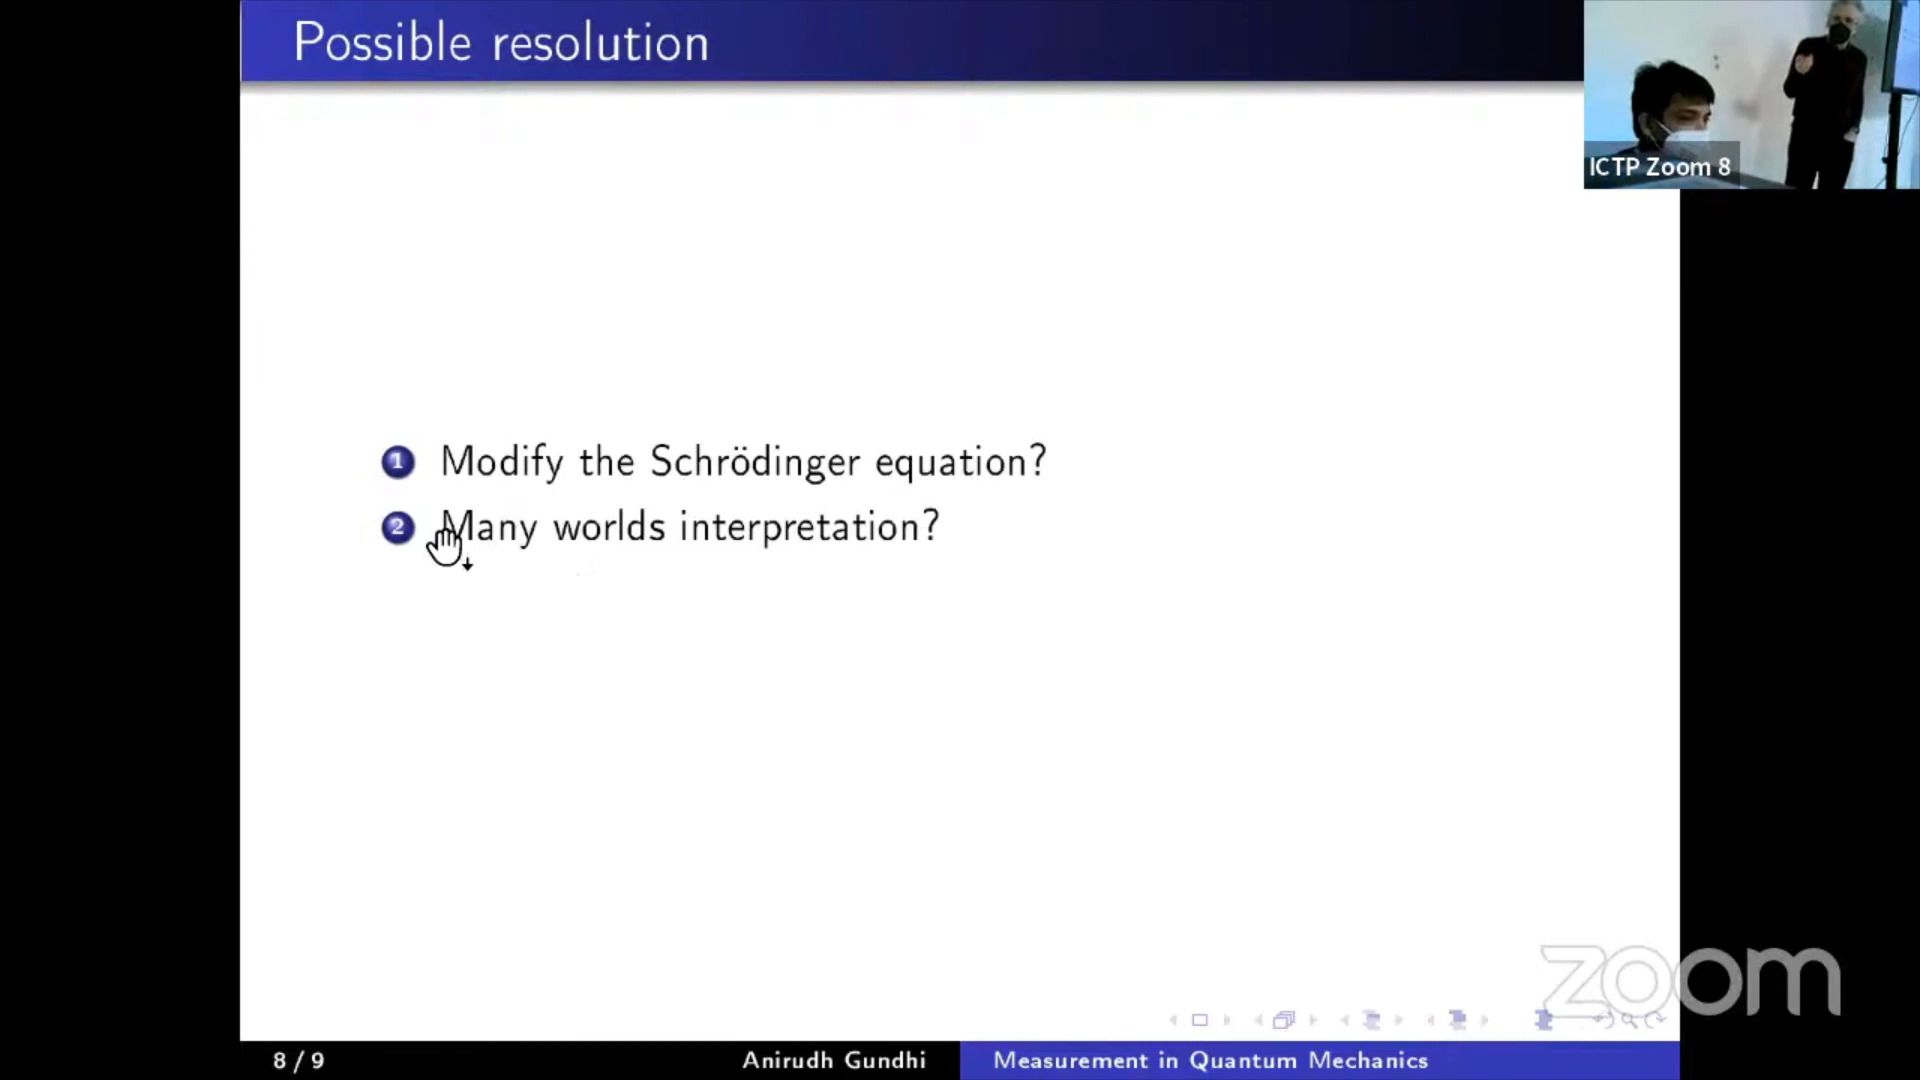 Possible resolution
ICTP Zoom 8
1 Modify the Schrödinger equation?
2 Many worlds interpretation?
zoom
8 / 9
Anirudh Gundhi
Measurement in Quantum Mechanics